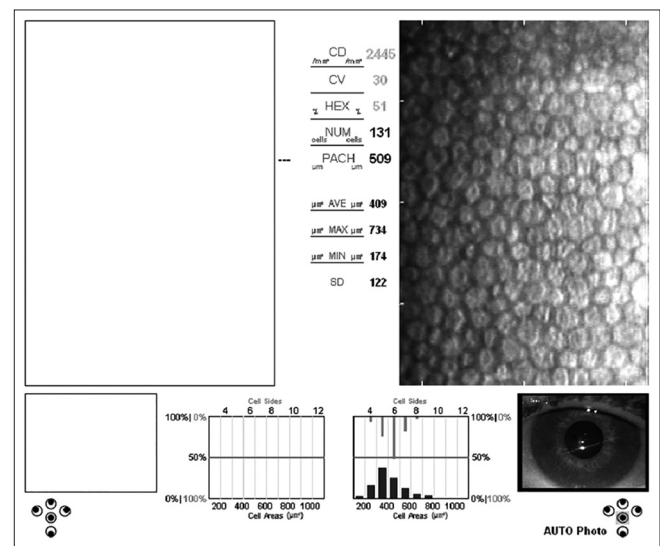 CD 2445
/mm² /mm²
CV 30
% HEX % 51
NUM 131
cells cells
--- PACH 509
μm μm
μm² AVE μm² 409
μm² MAX μm² 734
μm² MIN μm² 174
SD 122
Cell Sides
4 6 8 10 12
100%|0%
50%
0%|100%
200 400 600 800 1000
Cell Areas (μm²)
Cell Sides
4 6 8 10 12
100%|0%
50%
0%|100%
200 400 600 800 1000
Cell Areas (μm²)
AUTO Photo